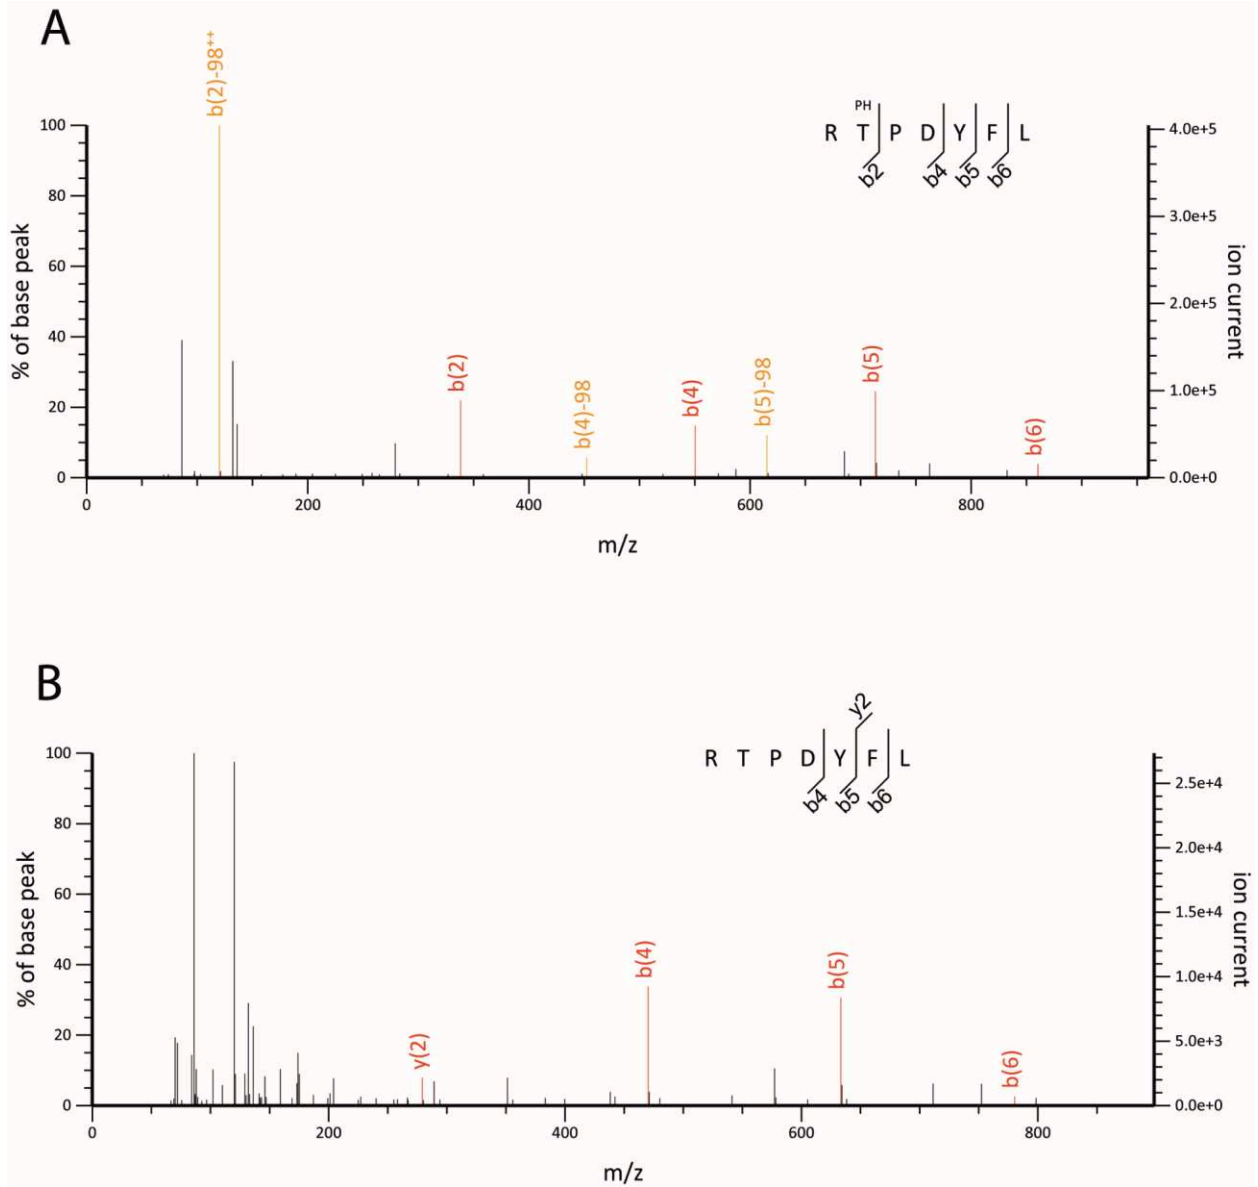 A
b(2)-98++
PH
R T P D Y F L
b2 b4 b5 b6
100
80
60
40
20
0
% of base peak
b(2)
b(4)-98
b(4)
b(5)-98
b(5)
b(6)
4.0e+5
3.0e+5
2.0e+5
1.0e+5
0.0e+0
ion current
0 200 400 600 800
m/z
B
y2
R T P D Y F L
b4 b5 b6
100
80
60
40
20
0
% of base peak
y(2)
b(4)
b(5)
b(6)
2.5e+4
2.0e+4
1.5e+4
1.0e+4
5.0e+3
0.0e+0
ion current
0 200 400 600 800
m/z